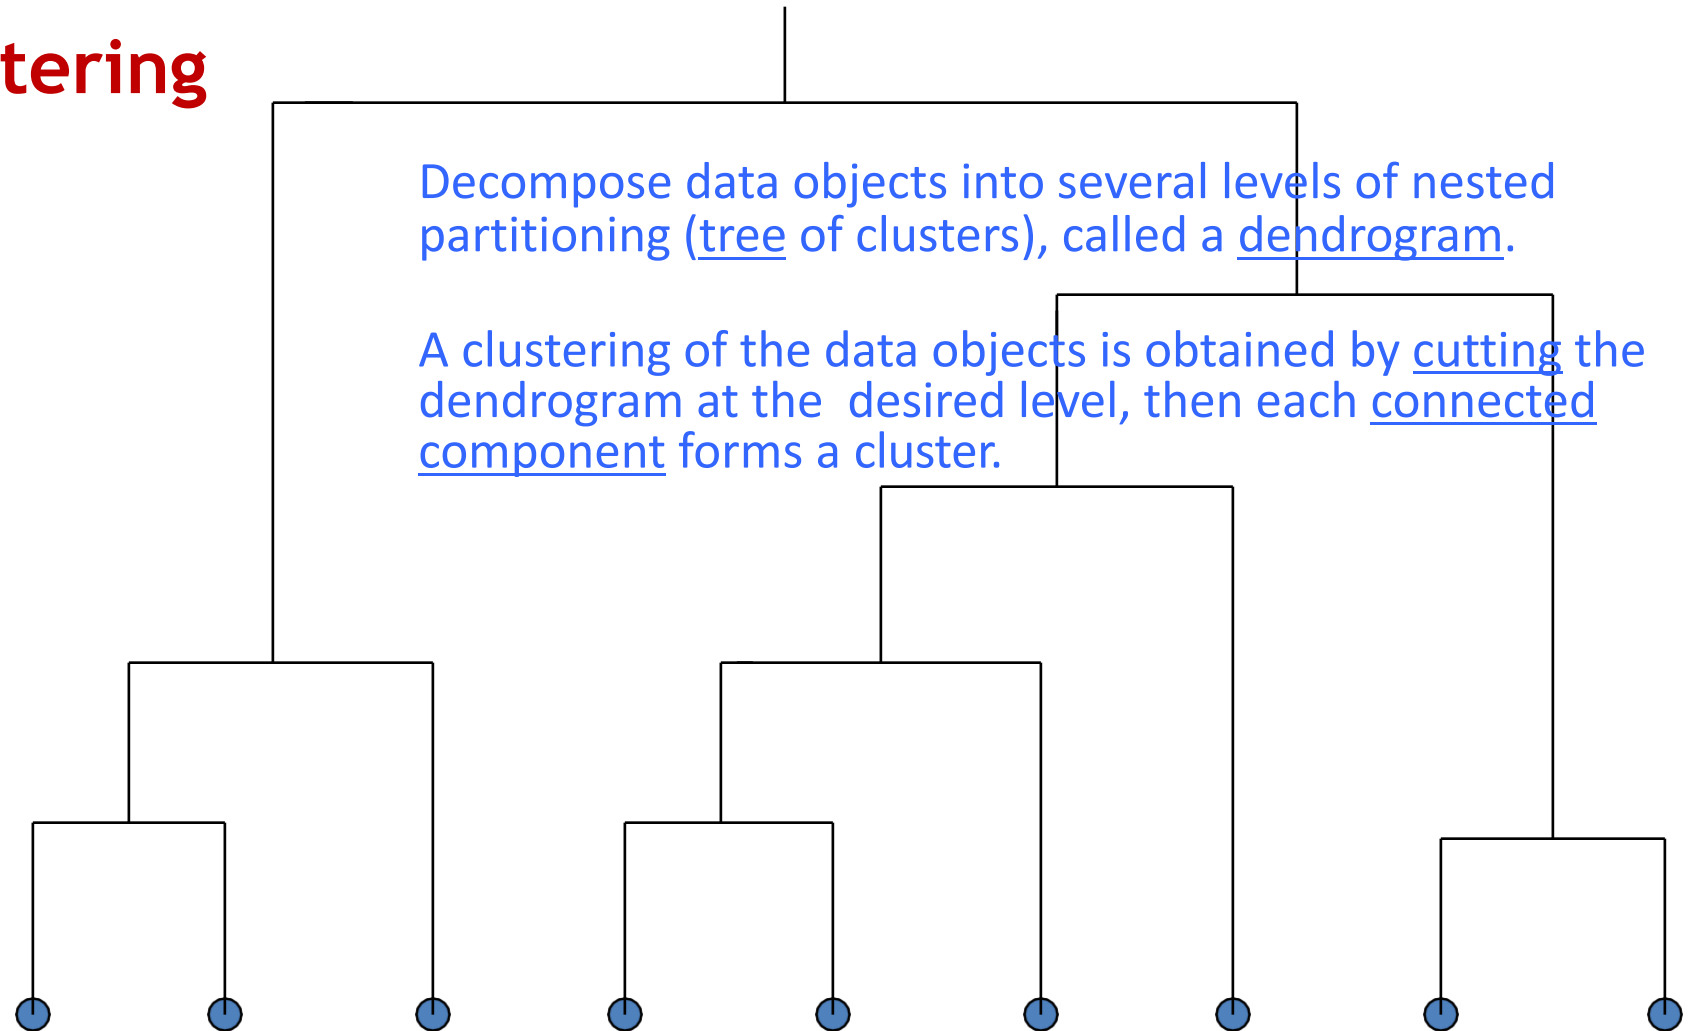 tering
Decompose data objects into several levels of nested
partitioning (tree of clusters), called a dendrogram.
A clustering of the data objects is obtained by cutting the
dendrogram at the  desired level, then each connected
component forms a cluster.